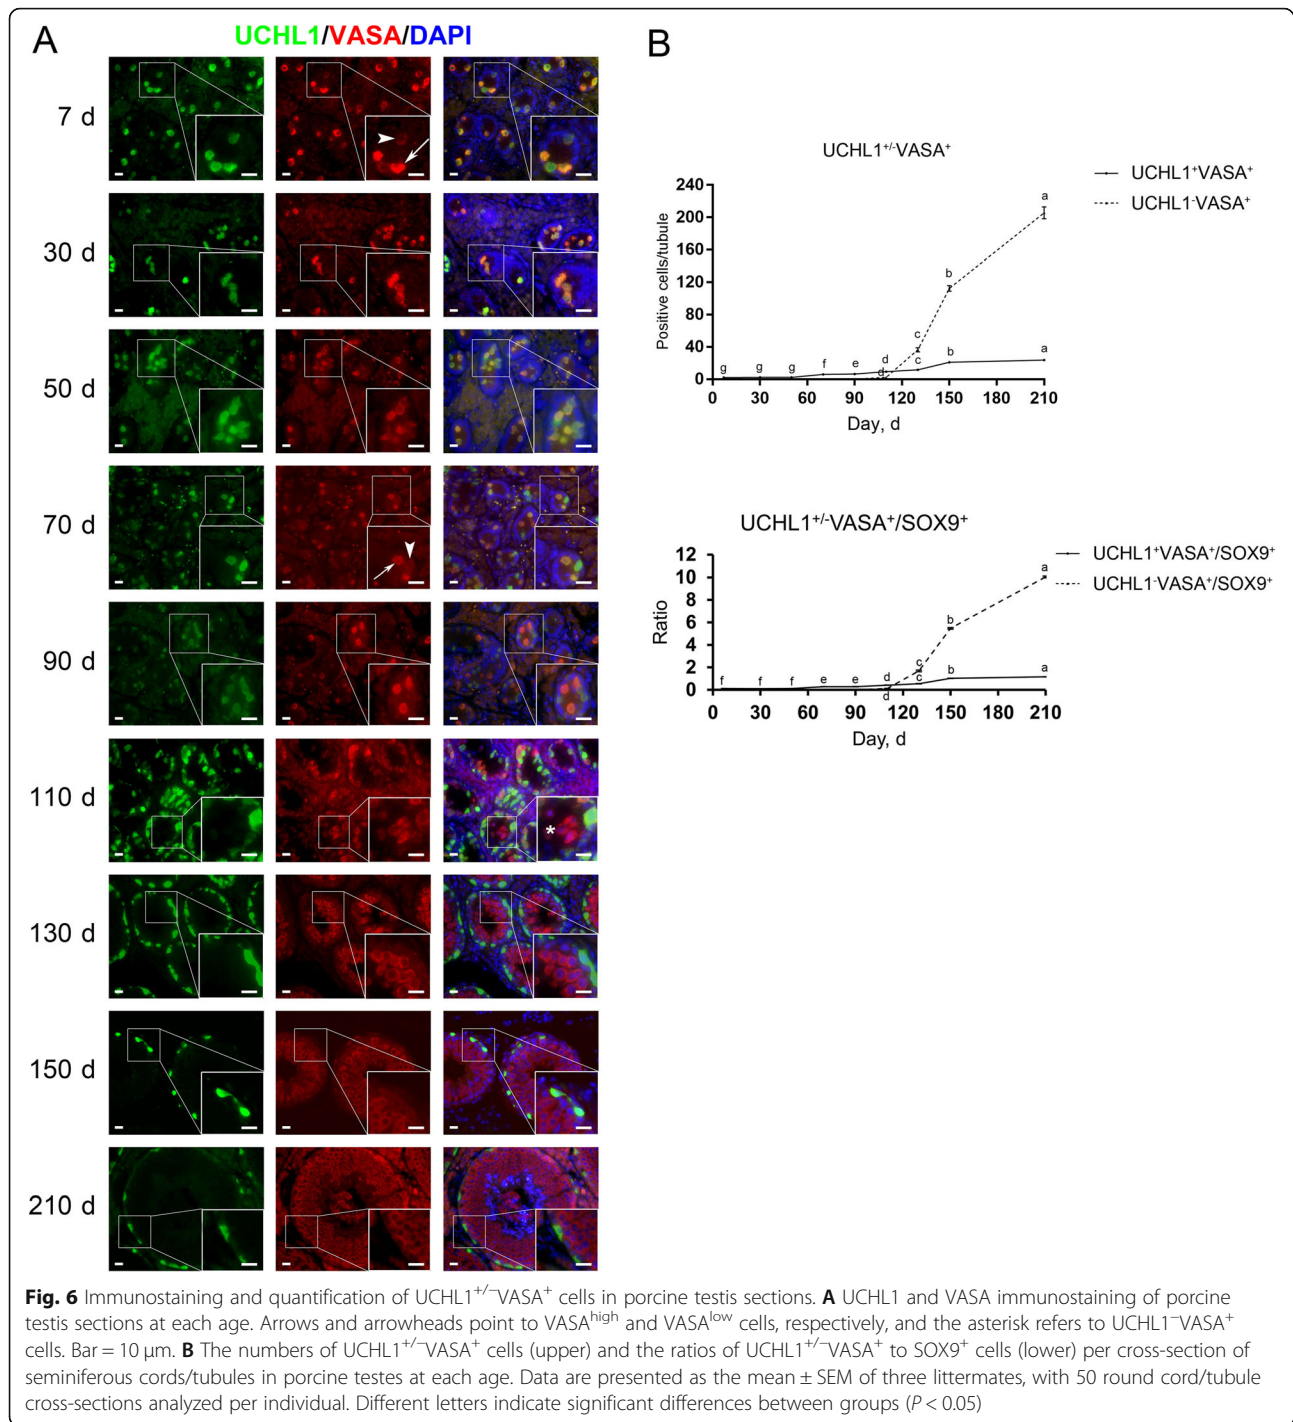 A
UCHL1/VASA/DAPI
7 d
30 d
50 d
70 d
90 d
110 d
*
130 d
150 d
210 d
B
UCHL1+/-VASA+
UCHL1+VASA+
UCHL1-VASA+
Positive cells/tubule
240
200
160
120
80
40
0
g g g f e d d c c b b a a
0 30 60 90 120 150 180 210
Day, d
UCHL1+/-VASA+/SOX9+
UCHL1+VASA+/SOX9+
UCHL1-VASA+/SOX9+
Ratio
12
10
8
6
4
2
0
f f f e e d d c c b b a a
0 30 60 90 120 150 180 210
Day, d
Fig. 6 Immunostaining and quantification of UCHL1+/−VASA+ cells in porcine testis sections. A UCHL1 and VASA immunostaining of porcine
testis sections at each age. Arrows and arrowheads point to VASAhigh and VASAlow cells, respectively, and the asterisk refers to UCHL1−VASA+
cells. Bar = 10 μm. B The numbers of UCHL1+/−VASA+ cells (upper) and the ratios of UCHL1+/−VASA+ to SOX9+ cells (lower) per cross-section of
seminiferous cords/tubules in porcine testes at each age. Data are presented as the mean ± SEM of three littermates, with 50 round cord/tubule
cross-sections analyzed per individual. Different letters indicate significant differences between groups (P < 0.05)